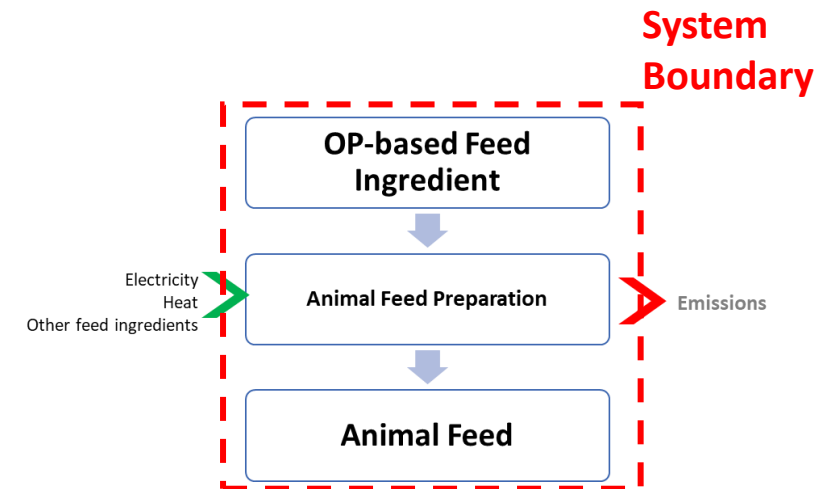 System
Boundary
OP-based Feed
Ingredient
Electricity
Heat
Other feed ingredients
Animal Feed Preparation
Emissions
Animal Feed